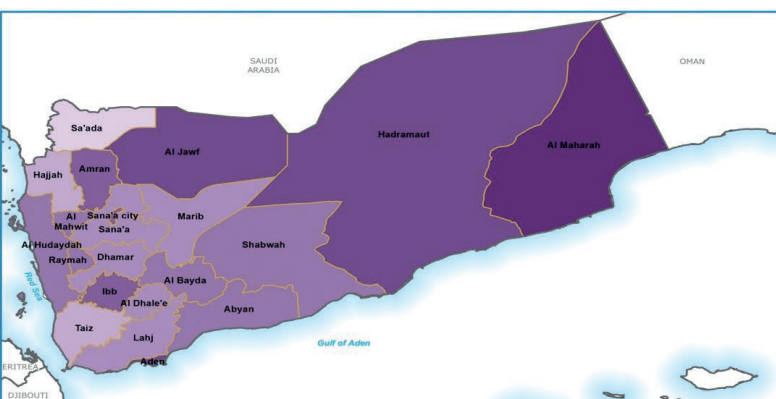 SAUDI
ARABIA
OMAN
Sa'ada
Hadramaut
Al Maharah
Al Jawf
Amran
Hajjah
Al
Mahwit
Sana'a city
Sana'a
Marib
Al Hudaydah
Shabwah
Raymah
Dhamar
Red Sea
Al Bayda
Ibb
Al Dhale'e
Abyan
Taiz
Lahj
Gulf of Aden
Aden
ERITREA
DJIBOUTI